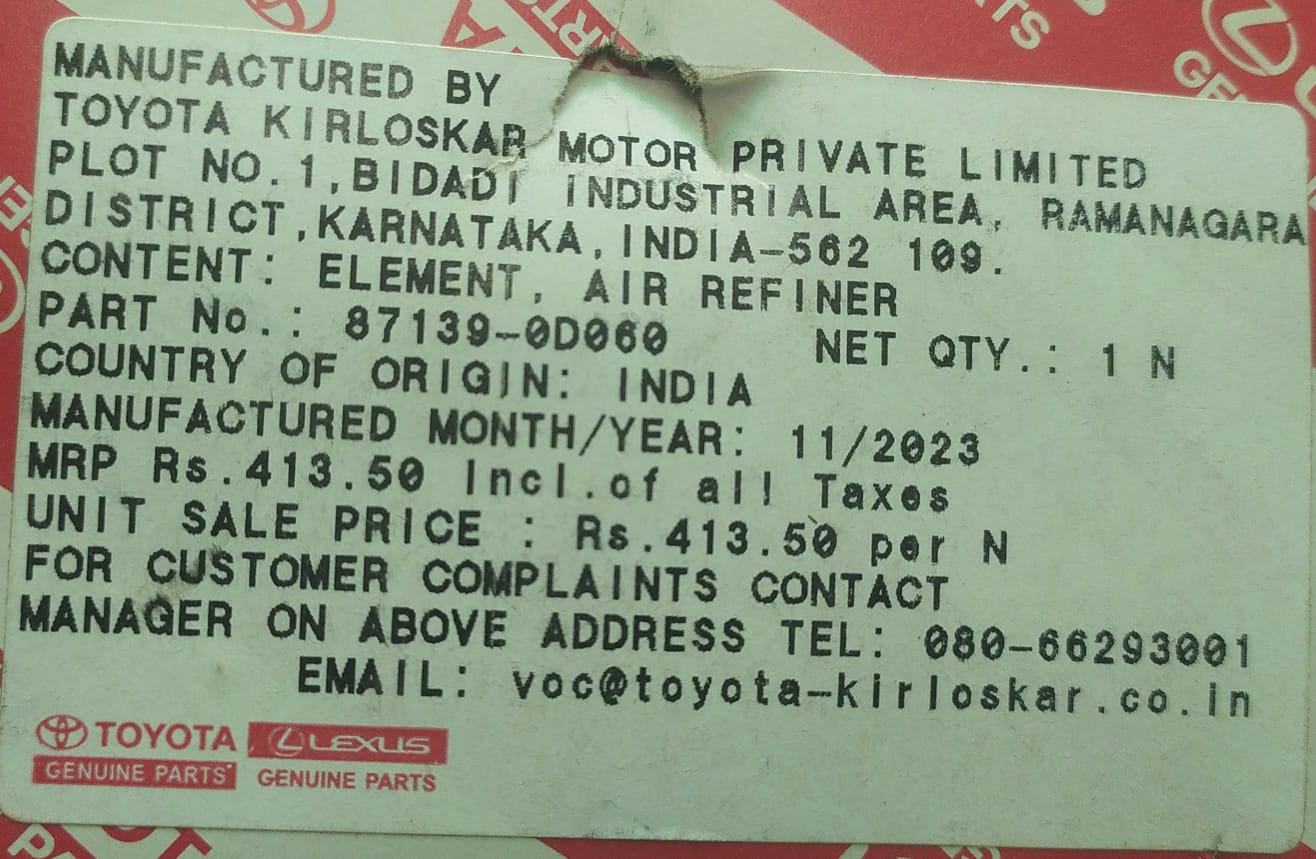 MANUFACTURED BY
TOYOTA KIRLOSKAR MOTOR PRIVATE LIMITED
PLOT NO.1,BIDADI INDUSTRIAL AREA, RAMANAGARA
DISTRICT,KARNATAKA,INDIA-562 109.
CONTENT: ELEMENT, AIR REFINER
PART No.: 87139-0D060 NET QTY.: 1 N
COUNTRY OF ORIGIN: INDIA
MANUFACTURED MONTH/YEAR: 11/2023
MRP Rs.413.50 Incl.of all Taxes
UNIT SALE PRICE : Rs.413.50 per N
FOR CUSTOMER COMPLAINTS CONTACT
MANAGER ON ABOVE ADDRESS TEL: 080-66293001
EMAIL: voc@toyota-kirloskar.co.in
TOYOTA LEXUS
GENUINE PARTS GENUINE PARTS